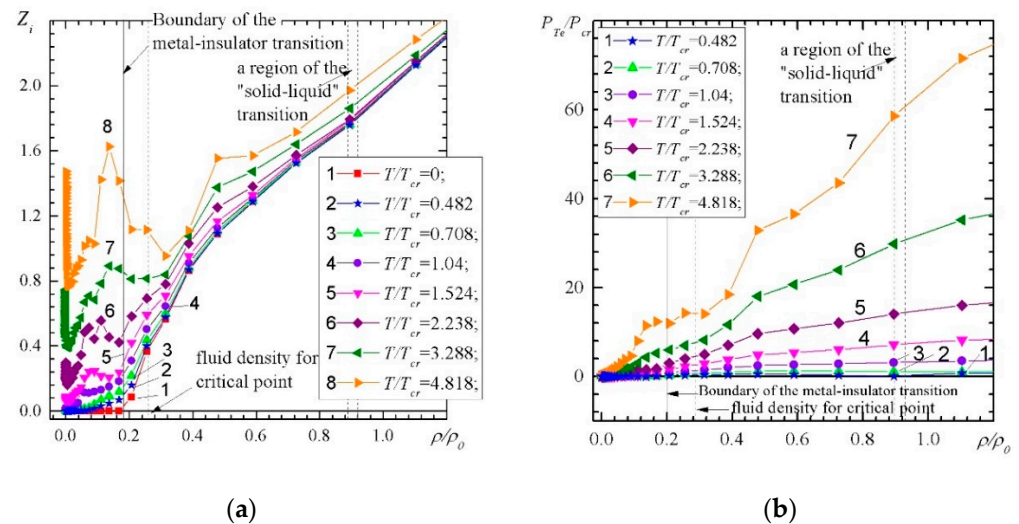 Z_i
Boundary of the
metal-insulator transition
a region of the
"solid-liquid"
transition
8
7
6
5
4
3
2
1
1 T/T_cr=0;
2 T/T_cr=0.482
3 T/T_cr=0.708;
4 T/T_cr=1.04;
5 T/T_cr=1.524;
6 T/T_cr=2.238;
7 T/T_cr=3.288;
8 T/T_cr=4.818;
fluid density for
critical point
2.0
1.6
1.2
0.8
0.4
0.0
0.0 0.2 0.4 0.6 0.8 1.0
ρ/ρ_0
(a)
P_Te/P_cr
1 T/T_cr=0.482
2 T/T_cr=0.708;
3 T/T_cr=1.04;
4 T/T_cr=1.524;
5 T/T_cr=2.238;
6 T/T_cr=3.288;
7 T/T_cr=4.818;
a region of the
"solid-liquid"
transition
7
6
5
4
3 2 1
Boundary of the metal-insulator transition
fluid density for critical point
80
60
40
20
0
0.0 0.2 0.4 0.6 0.8 1.0
ρ/ρ_0
(b)